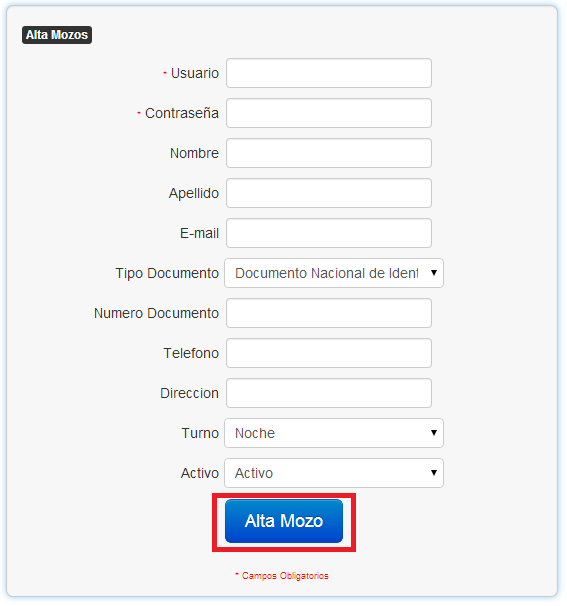 Alta Mozos
* Usuario
* Contraseña
Nombre
Apellido
E-mail
Tipo Documento Documento Nacional de Ident
Numero Documento
Telefono
Direccion
Turno Noche
Activo Activo
Alta Mozo
* Campos Obligatorios